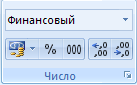 Финансовый
% 000 ,00 ,0
,0 ,00
Число